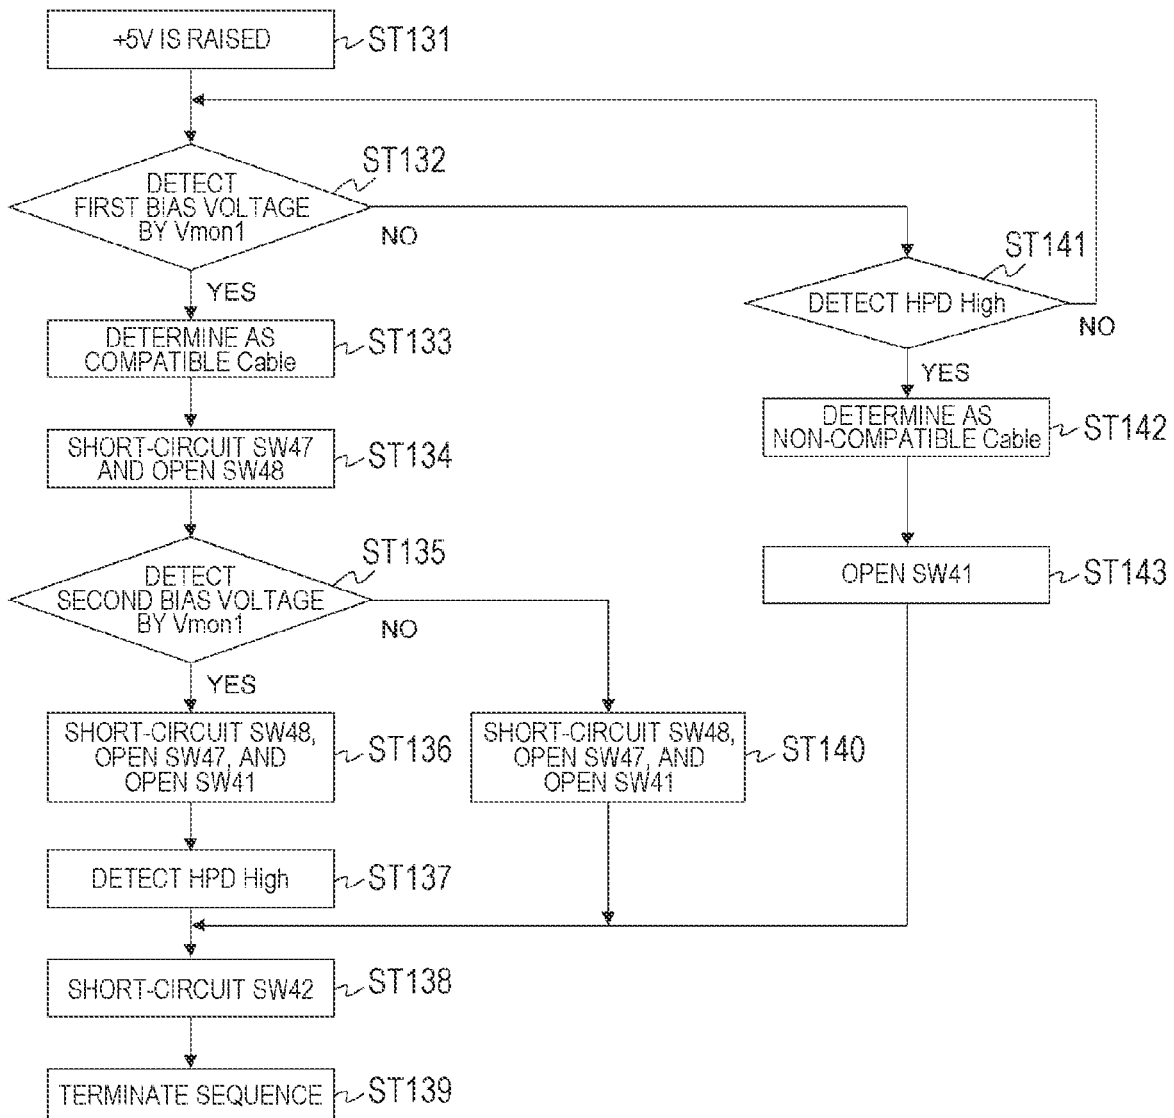 +5V IS RAISED
ST131
DETECT
FIRST BIAS VOLTAGE
BY Vmon1
ST132
NO
YES
DETERMINE AS
COMPATIBLE Cable
ST133
SHORT-CIRCUIT SW47
AND OPEN SW48
ST134
DETECT
SECOND BIAS VOLTAGE
BY Vmon1
ST135
NO
YES
SHORT-CIRCUIT SW48,
OPEN SW47, AND
OPEN SW41
ST136
DETECT HPD High
ST137
SHORT-CIRCUIT SW42
ST138
TERMINATE SEQUENCE
ST139
SHORT-CIRCUIT SW48,
OPEN SW47, AND
OPEN SW41
ST140
DETECT HPD High
ST141
NO
YES
DETERMINE AS
NON-COMPATIBLE Cable
ST142
OPEN SW41
ST143